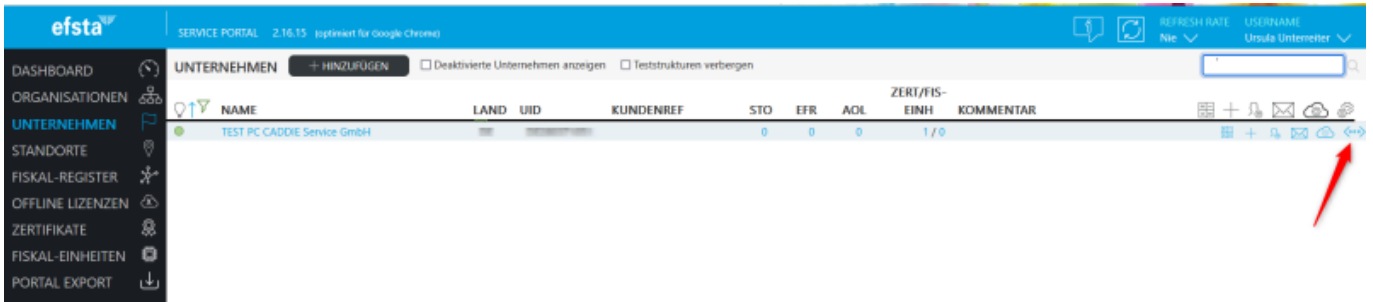 efsta
SERVICE PORTAL 2.16.15 (optimiert für Google Chrome)
REFRESH RATE USERNAME
Nie Ursula Unterreiter
DASHBOARD
ORGANISATIONEN
UNTERNEHMEN
STANDORTE
FISKAL-REGISTER
OFFLINE LIZENZEN
ZERTIFIKATE
FISKAL-EINHEITEN
PORTAL EXPORT
UNTERNEHMEN + HINZUFÜGEN Deaktivierte Unternehmen anzeigen Teststrukturen verbergen
NAME LAND UID KUNDENREF STO EFR AOL ZERT/FIS-EINH KOMMENTAR
TEST PC CADDIE Service GmbH 0 0 0 1 / 0